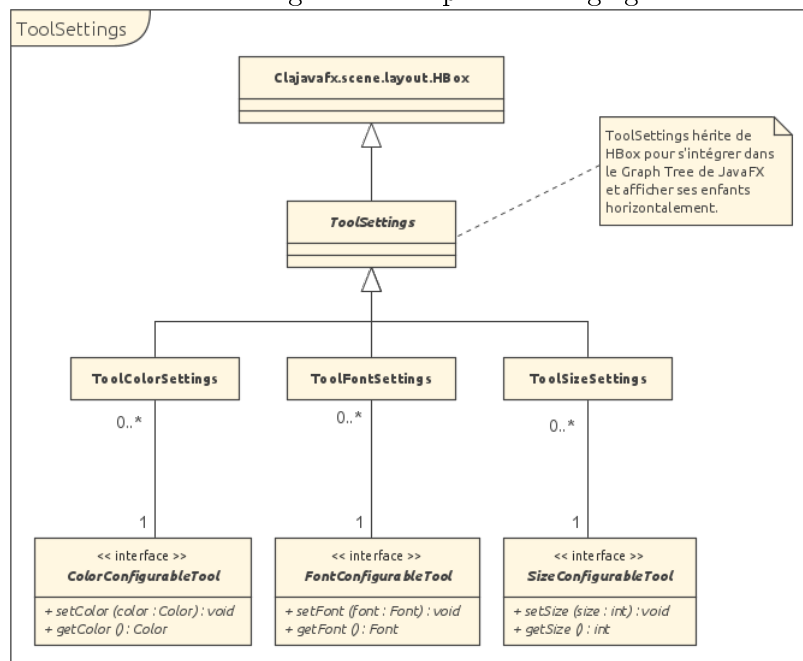 ToolSettings
Clajavafx.scene.layout.HBox
ToolSettings hérite de
HBox pour s'intégrer dans
le Graph Tree de JavaFX
et afficher ses enfants
horizontalement.
ToolSettings
ToolColorSettings
ToolFontSettings
ToolSizeSettings
0..*
0..*
0..*
1
1
1
<< interface >>
ColorConfigurableTool
+ setColor (color : Color) : void
+ getColor () : Color
<< interface >>
FontConfigurableTool
+ setFont (font : Font) : void
+ getFont () : Font
<< interface >>
SizeConfigurableTool
+ setSize (size : int) : void
+ getSize () : int